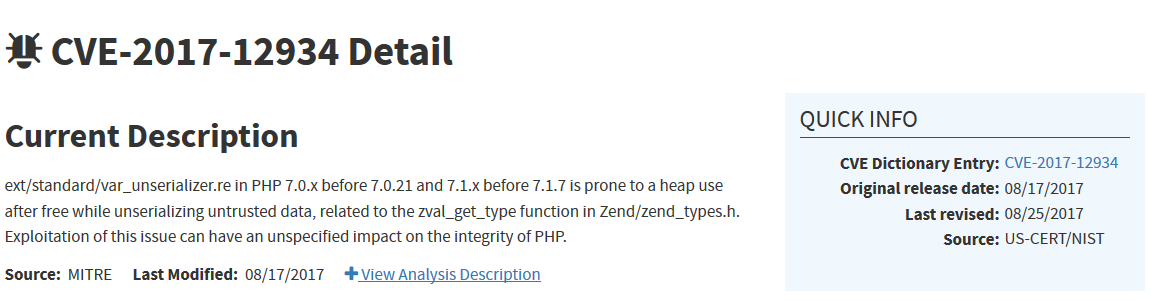 CVE-2017-12934 Detail
Current Description
ext/standard/var_unserializer.re in PHP 7.0.x before 7.0.21 and 7.1.x before 7.1.7 is prone to a heap use
after free while unserializing untrusted data, related to the zval_get_type function in Zend/zend_types.h.
Exploitation of this issue can have an unspecified impact on the integrity of PHP.
Source: MITRE Last Modified: 08/17/2017 +View Analysis Description
QUICK INFO
CVE Dictionary Entry: CVE-2017-12934
Original release date: 08/17/2017
Last revised: 08/25/2017
Source: US-CERT/NIST